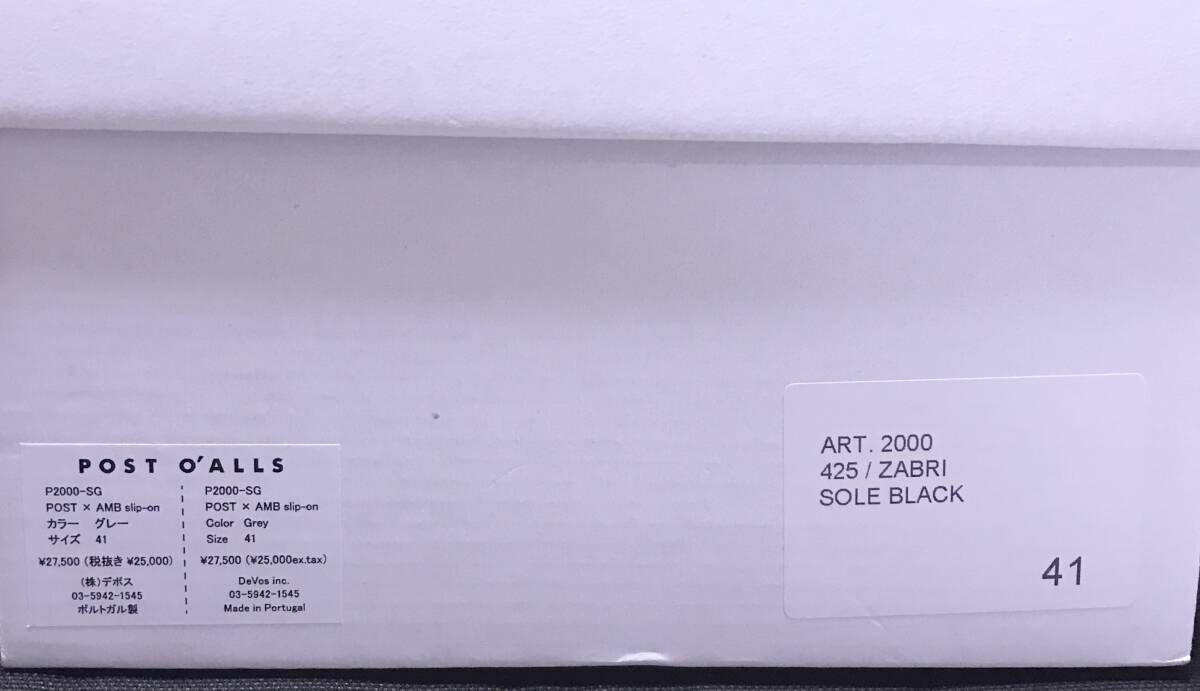 POST O'ALLS
P2000-SG
POST × AMB slip-on
カラー グレー
サイズ 41
¥27,500 (税抜き ¥25,000)
(株)デボス
03-5942-1545
ポルトガル製
P2000-SG
POST × AMB slip-on
Color Grey
Size 41
¥27,500 (¥25,000ex.tax)
DeVos inc.
03-5942-1545
Made in Portugal
ART. 2000
425 / ZABRI
SOLE BLACK
41